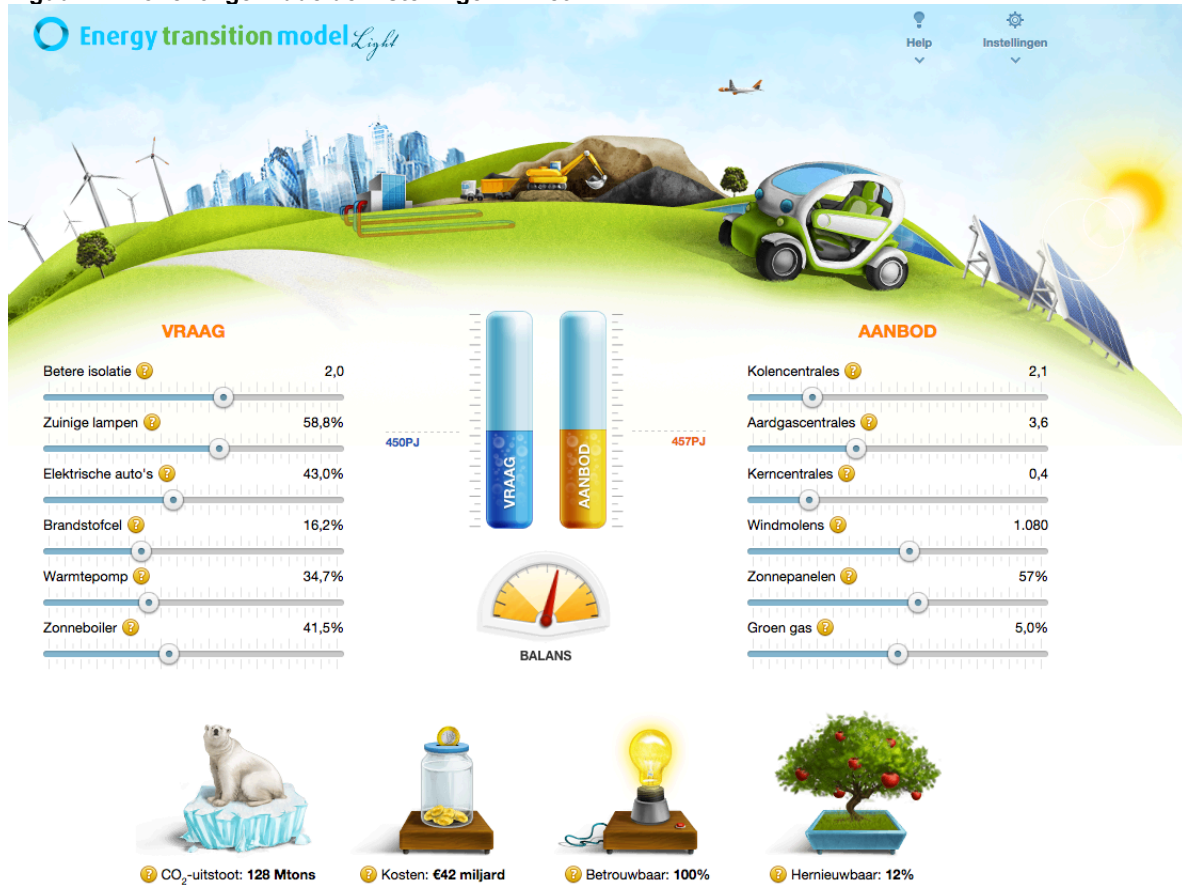 Energy transition model Light
Help
Instellingen
VRAAG
Betere isolatie ? 2,0
Zuinige lampen ? 58,8%
Elektrische auto's ? 43,0%
Brandstofcel ? 16,2%
Warmtepomp ? 34,7%
Zonneboiler ? 41,5%
450PJ
VRAAG
AANBOD
457PJ
BALANS
AANBOD
Kolencentrales ? 2,1
Aardgascentrales ? 3,6
Kerncentrales ? 0,4
Windmolens ? 1.080
Zonnepanelen ? 57%
Groen gas ? 5,0%
? CO₂-uitstoot: 128 Mtons
? Kosten: €42 miljard
? Betrouwbaar: 100%
? Hernieuwbaar: 12%